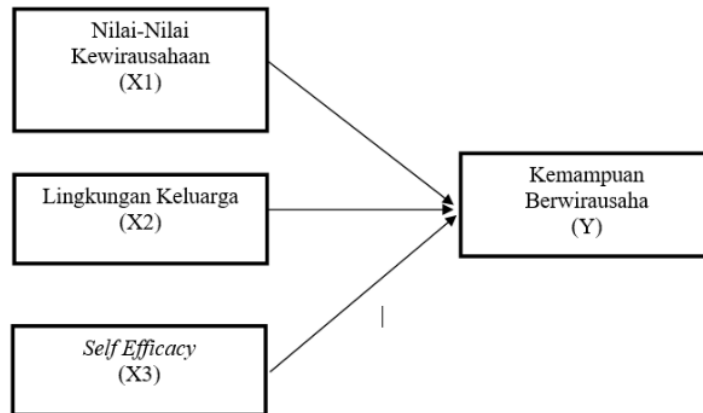 Nilai-Nilai
Kewirausahaan
(X1)
Lingkungan Keluarga
(X2)
Self Efficacy
(X3)
Kemampuan
Berwirausaha
(Y)